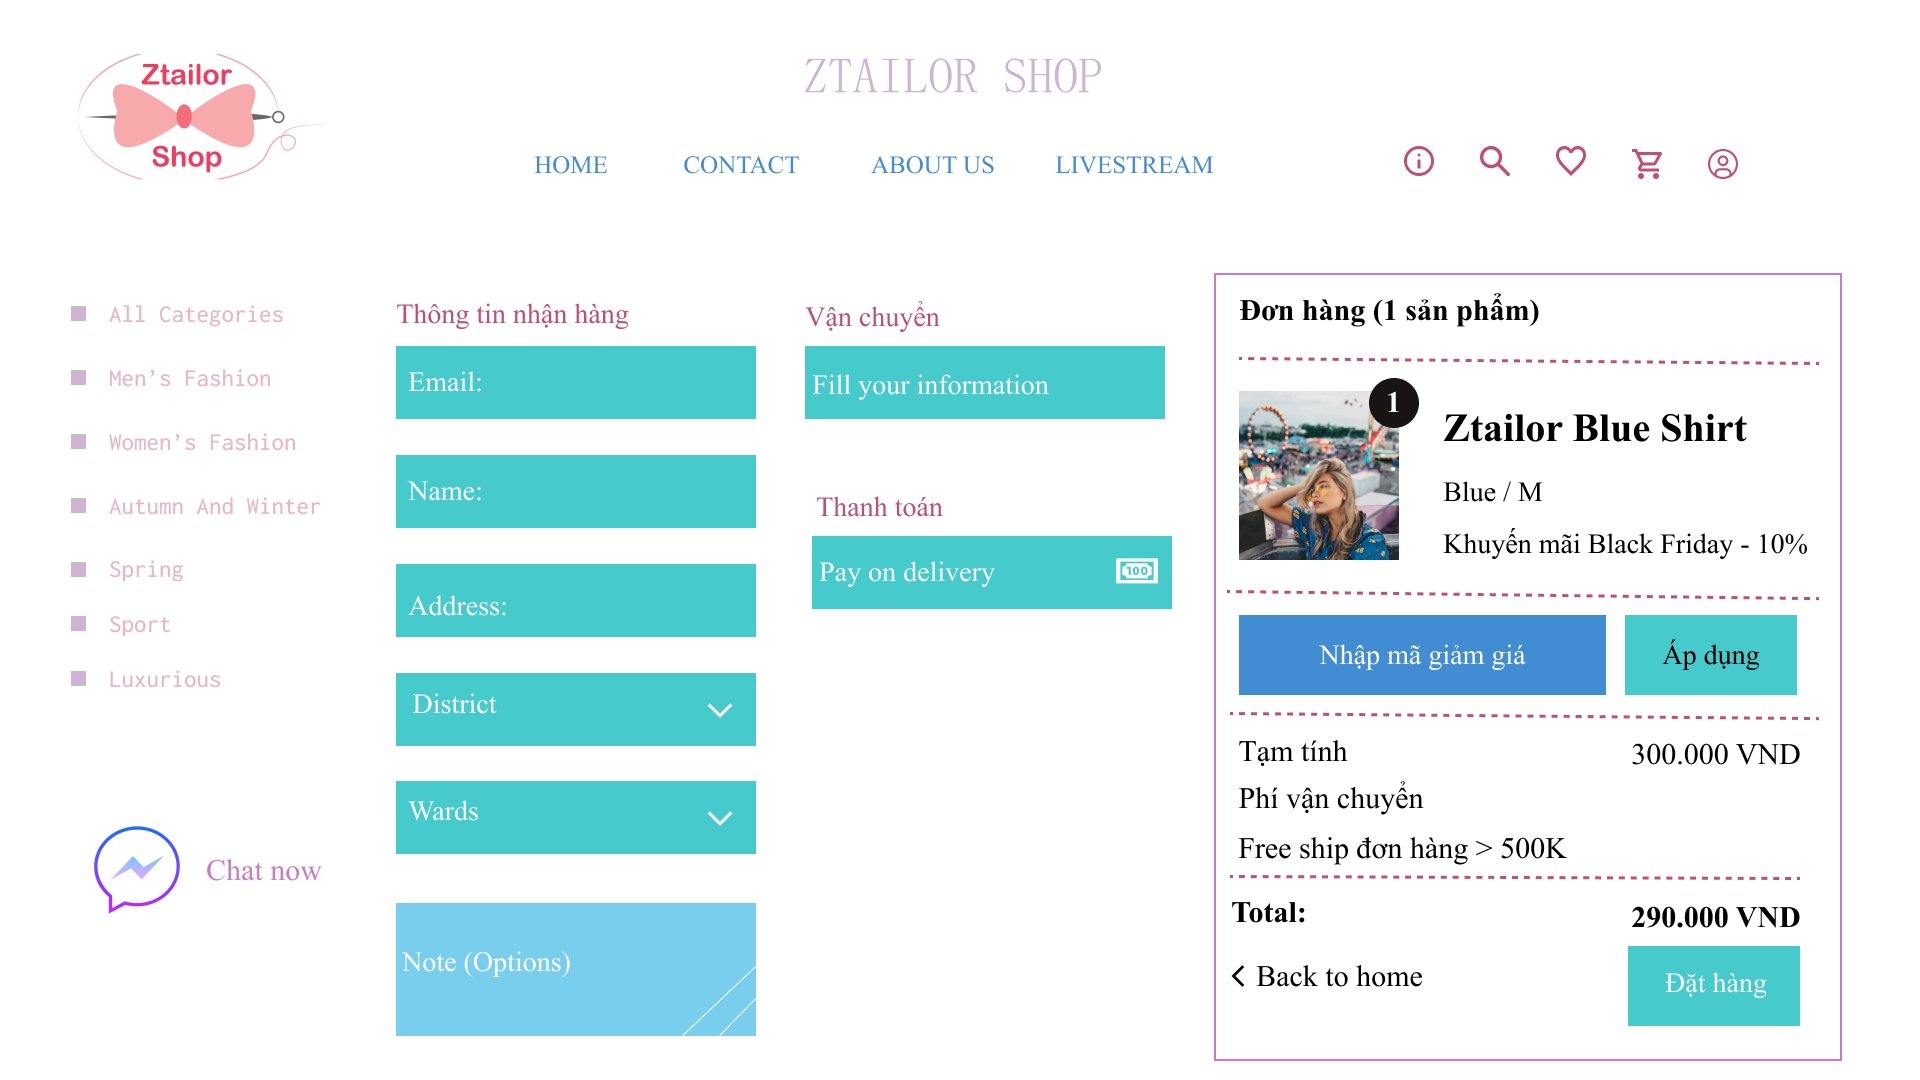 Ztailor
Shop
ZTAILOR SHOP
HOME
CONTACT
ABOUT US
LIVESTREAM
All Categories
Men’s Fashion
Women’s Fashion
Autumn And Winter
Spring
Sport
Luxurious
Chat now
Thông tin nhận hàng
Email:
Name:
Address:
District
Wards
Note (Options)
Vận chuyển
Fill your information
Thanh toán
Pay on delivery
100
Đơn hàng (1 sản phẩm)
1
Ztailor Blue Shirt
Blue / M
Khuyến mãi Black Friday - 10%
Nhập mã giảm giá
Áp dụng
Tạm tính
300.000 VND
Phí vận chuyển
Free ship đơn hàng > 500K
Total:
290.000 VND
Back to home
Đặt hàng